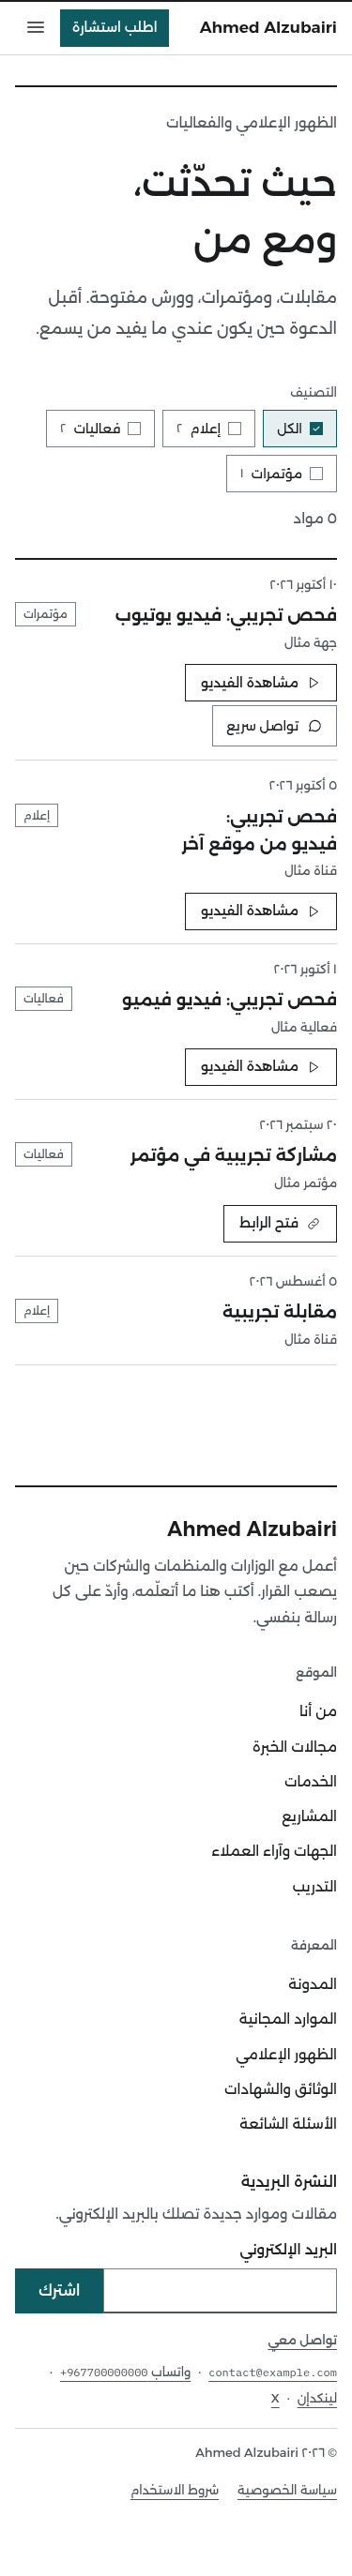 Ahmed Alzubairi
اطلب استشارة
الظهور الإعلامي والفعاليات
حيث تحدّثت،
ومع من
مقابلات، ومؤتمرات، وورش مفتوحة. أقبل
الدعوة حين يكون عندي ما يفيد من يسمع.
التصنيف
الكل
إعلام ٢
فعاليات ٢
مؤتمرات ١
٥ مواد
١٠ أكتوبر ٢٠٢٦
فحص تجريبي: فيديو يوتيوب
مؤتمرات
جهة مثال
مشاهدة الفيديو
تواصل سريع
٥ أكتوبر ٢٠٢٦
فحص تجريبي:
إعلام
فيديو من موقع آخر
قناة مثال
مشاهدة الفيديو
١ أكتوبر ٢٠٢٦
فحص تجريبي: فيديو فيميو
فعاليات
فعالية مثال
مشاهدة الفيديو
٢٠ سبتمبر ٢٠٢٦
مشاركة تجريبية في مؤتمر
فعاليات
مؤتمر مثال
فتح الرابط
٥ أغسطس ٢٠٢٦
مقابلة تجريبية
إعلام
قناة مثال
Ahmed Alzubairi
أعمل مع الوزارات والمنظمات والشركات حين
يصعب القرار. أكتب هنا ما أتعلّمه، وأردّ على كل
رسالة بنفسي.
الموقع
من أنا
مجالات الخبرة
الخدمات
المشاريع
الجهات وآراء العملاء
التدريب
المعرفة
المدونة
الموارد المجانية
الظهور الإعلامي
الوثائق والشهادات
الأسئلة الشائعة
النشرة البريدية
مقالات وموارد جديدة تصلك بالبريد الإلكتروني.
البريد الإلكتروني
اشترك
تواصل معي
contact@example.com · واتساب +967700000000 ·
لينكدإن · X
© ٢٠٢٦ Ahmed Alzubairi
سياسة الخصوصية
شروط الاستخدام